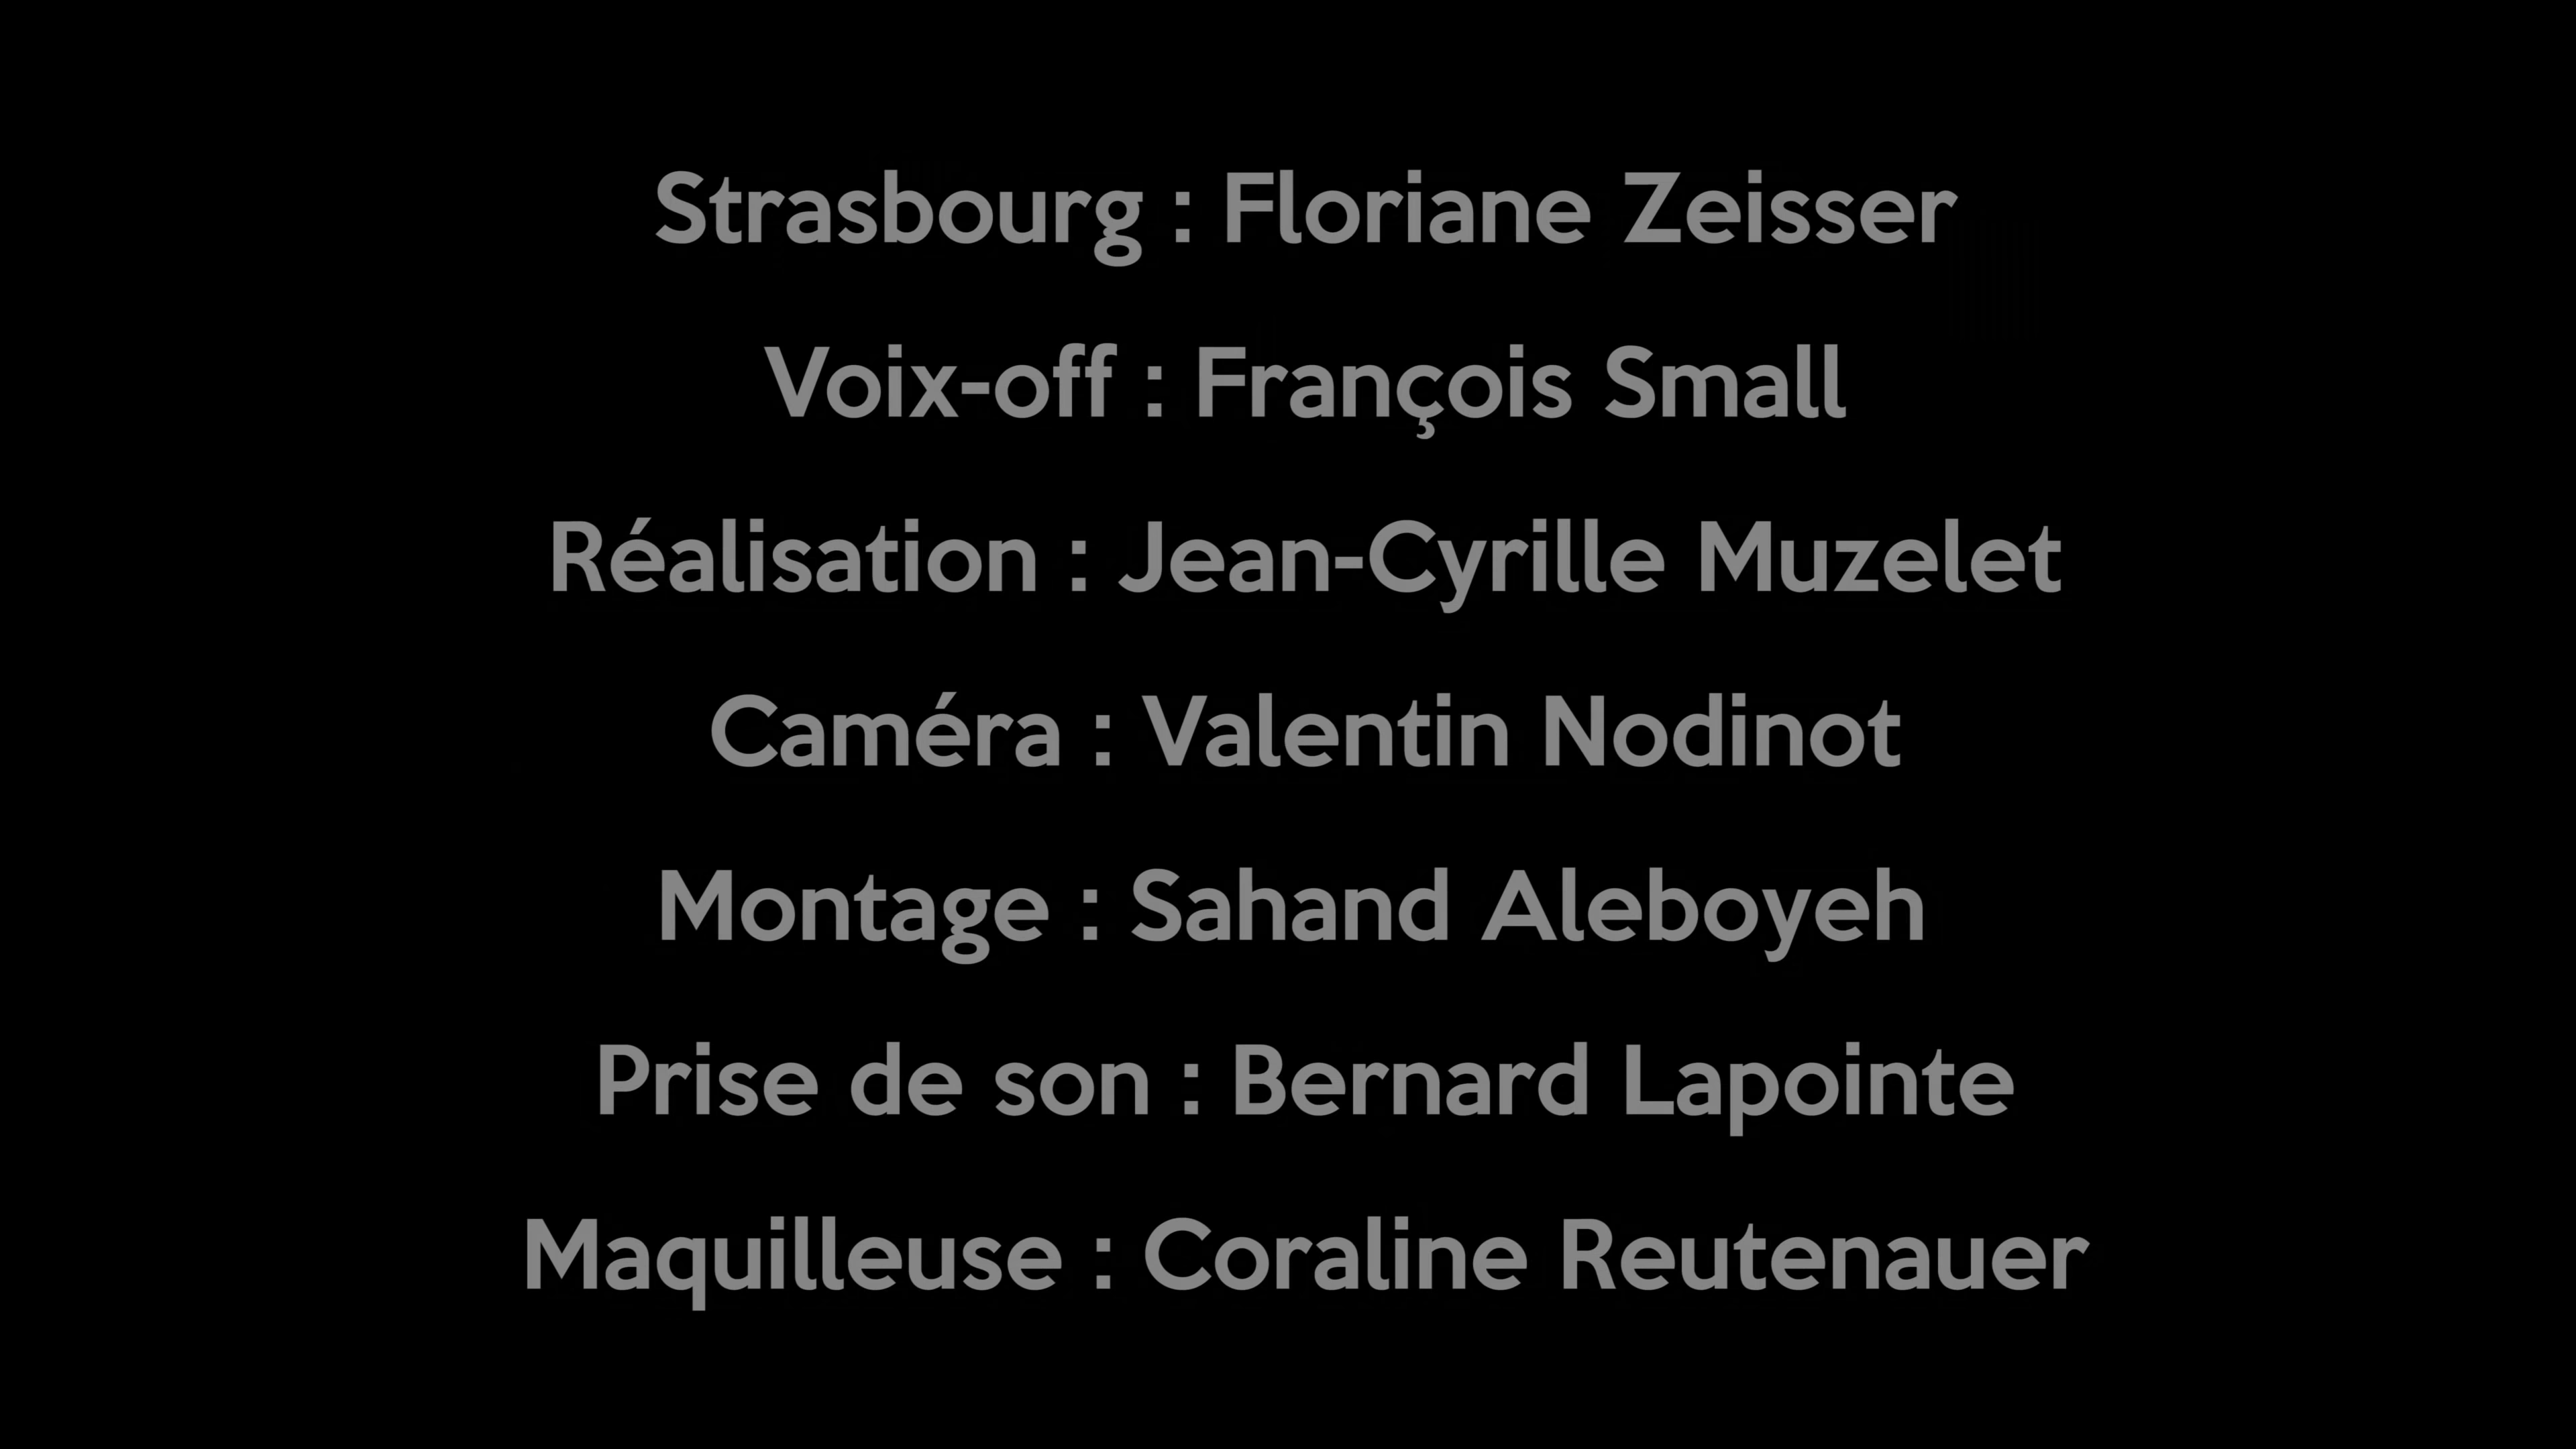 Strasbourg : Floriane Zeisser
Voix-off : François Small
Réalisation : Jean-Cyrille Muzelet
Caméra : Valentin Nodinot
Montage : Sahand Aleboyeh
Prise de son : Bernard Lapointe
Maquilleuse : Coraline Reutenauer